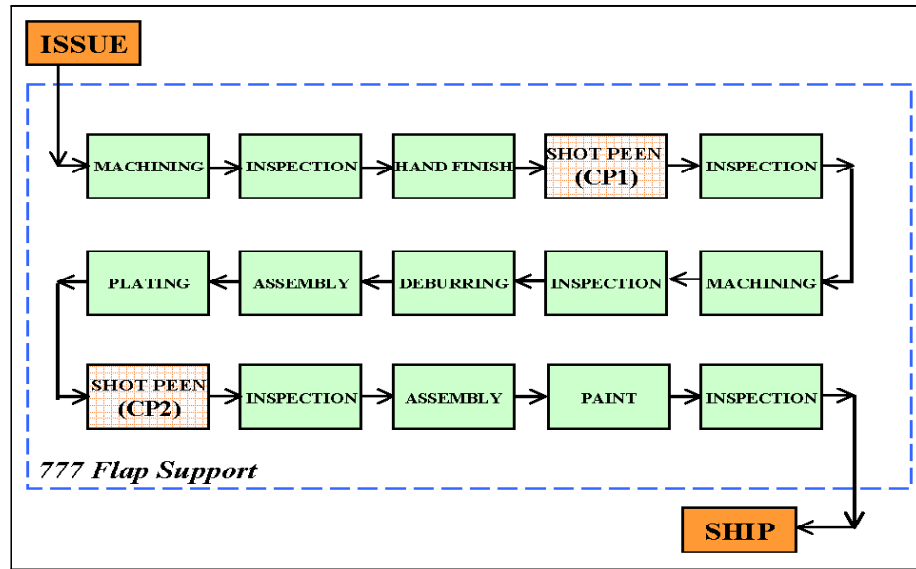 ISSUE
MACHINING
INSPECTION
HAND FINISH
SHOT PEEN
(CP1)
INSPECTION
MACHINING
INSPECTION
DEBURRING
ASSEMBLY
PLATING
SHOT PEEN
(CP2)
INSPECTION
ASSEMBLY
PAINT
INSPECTION
777 Flap Support
SHIP